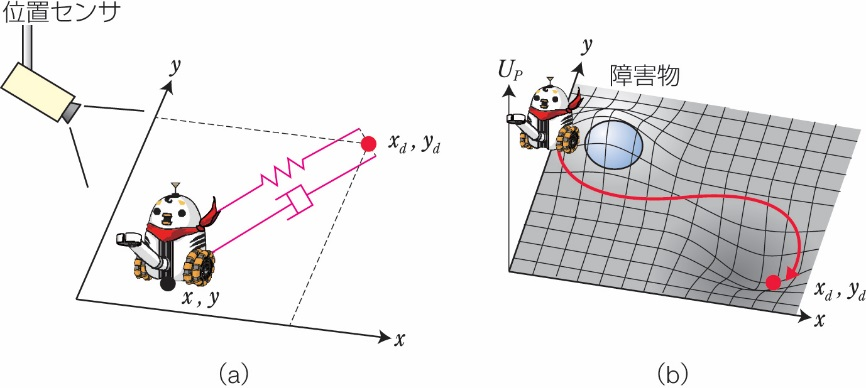 位置センサ
y
x_d , y_d
x , y
x
(a)
U_P
y
障害物
x_d , y_d
x
(b)